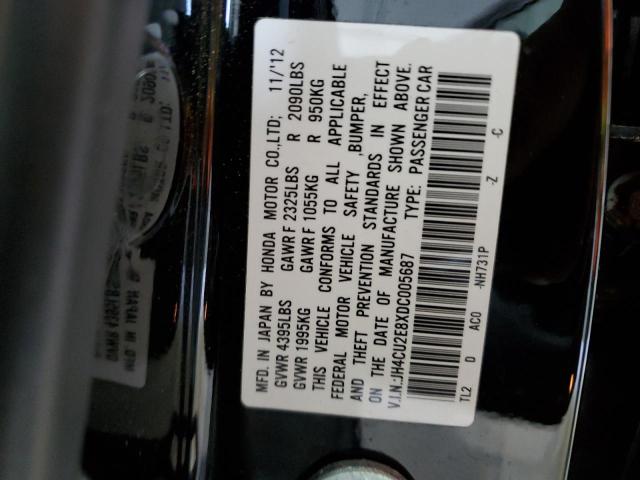 MFD. IN JAPAN BY HONDA MOTOR CO.,LTD; 11/'12
GVWR 4395LBS GAWR F 2325LBS R 2090LBS
GVWR 1995KG GAWR F 1055KG R 950KG
THIS VEHICLE CONFORMS TO ALL APPLICABLE
FEDERAL MOTOR VEHICLE SAFETY ,BUMPER,
AND THEFT PREVENTION STANDARDS IN EFFECT
ON THE DATE OF MANUFACTURE SHOWN ABOVE.
V.I.N.:JH4CU2E8XDC005687 TYPE: PASSENGER CAR
TL2 D AC0 -NH731P -Z -C